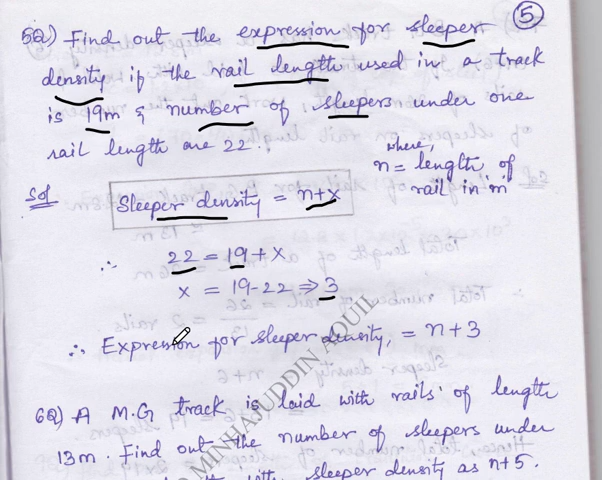 5
5Q) Find out the expression for sleeper
density if the rail length used in a track
is 19m & number of sleepers under one
rail length are 22.
where,
n = length of
rail in 'm'
Sol
Sleeper density = n+x
∴ 22 = 19 + x
x = 19-22 ⇒ 3
∴ Expression for sleeper density, = n+3
6Q) A M.G track is laid with rails of length
13m. Find out the number of sleepers under
with sleeper density as n+5.
MINHAJUDDIN AQUIL